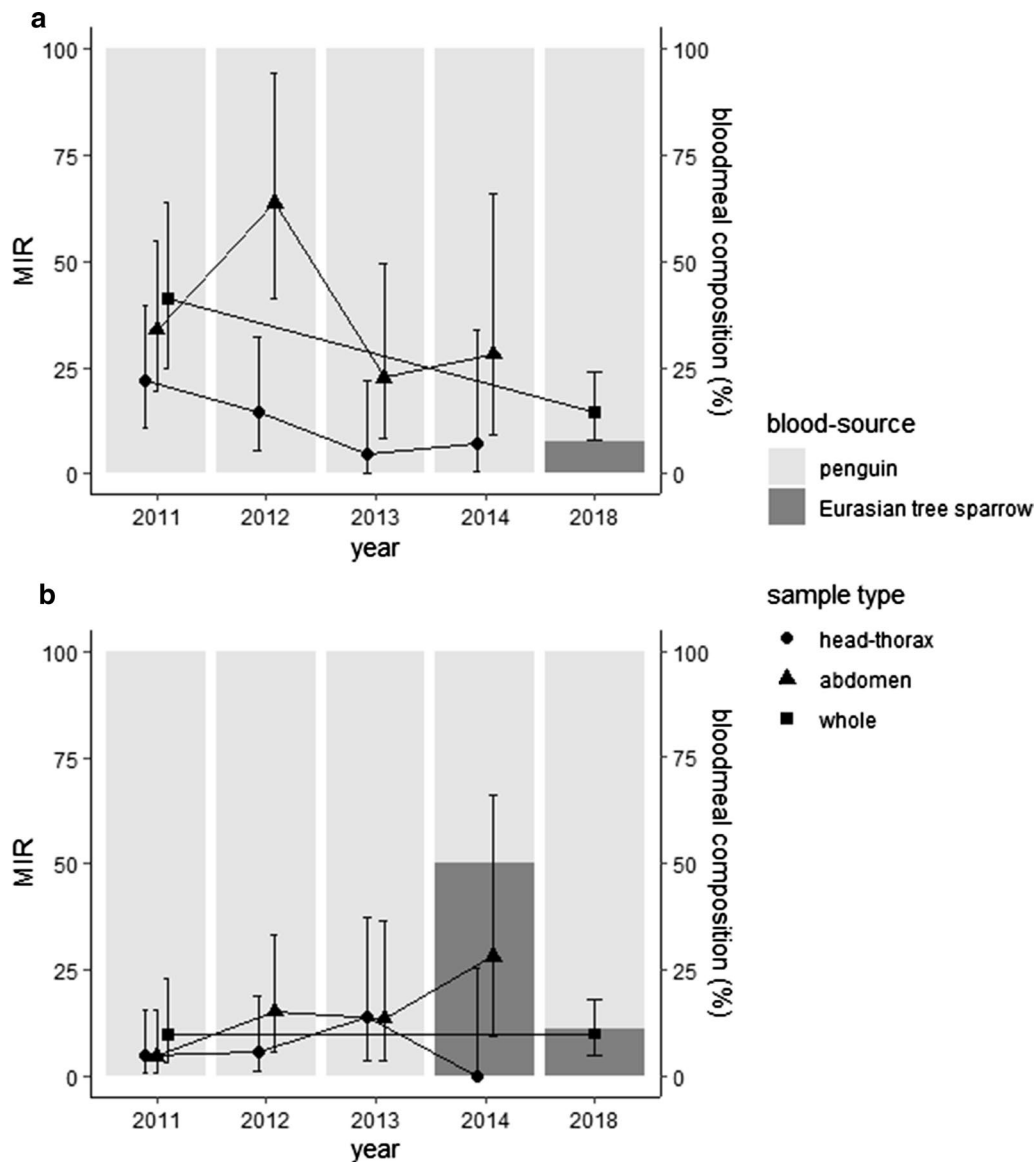 a
100
75
50
25
0
MIR
100
75
50
25
0
bloodmeal composition (%)
2011 2012 2013 2014 2018
year
blood-source
penguin
Eurasian tree sparrow
sample type
head-thorax
abdomen
whole
b
100
75
50
25
0
MIR
100
75
50
25
0
bloodmeal composition (%)
2011 2012 2013 2014 2018
year